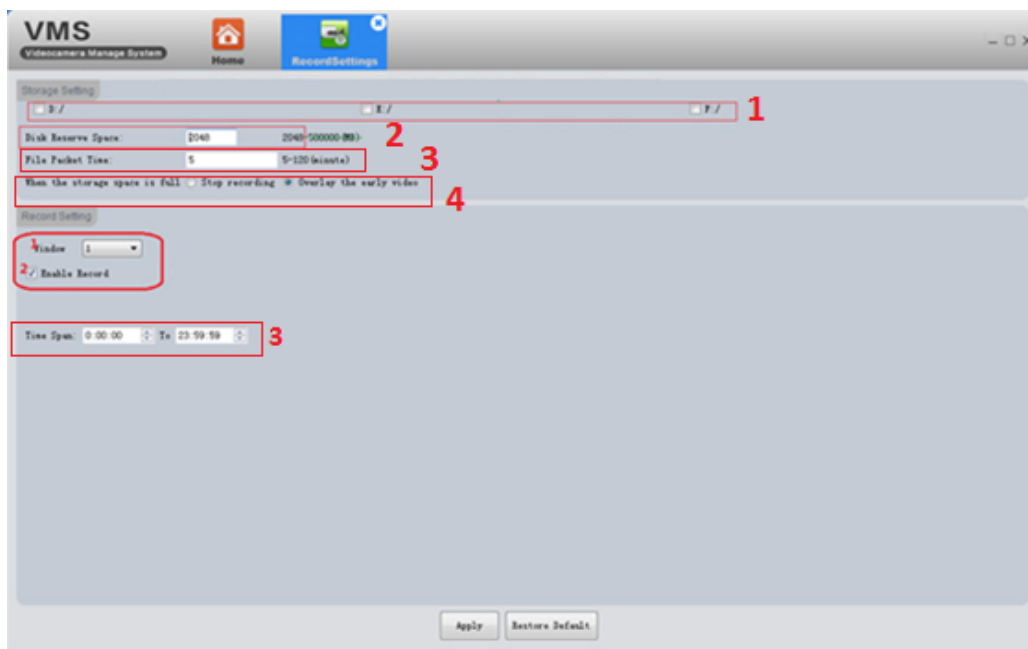 VMS
Videocamera Manage System
Home
RecordSettings
Storage Setting
D:/ E:/ F:/ 1
Disk Reserve Space: 2048 2048-500000(MB) 2
File Packet Time: 5 5-120(minute) 3
When the storage space is full Stop recording Overlay the early video 4
Record Setting
1 Window 1
2 Enable Record
Time Span: 0:00:00 To 23:59:59 3
Apply Restore Default